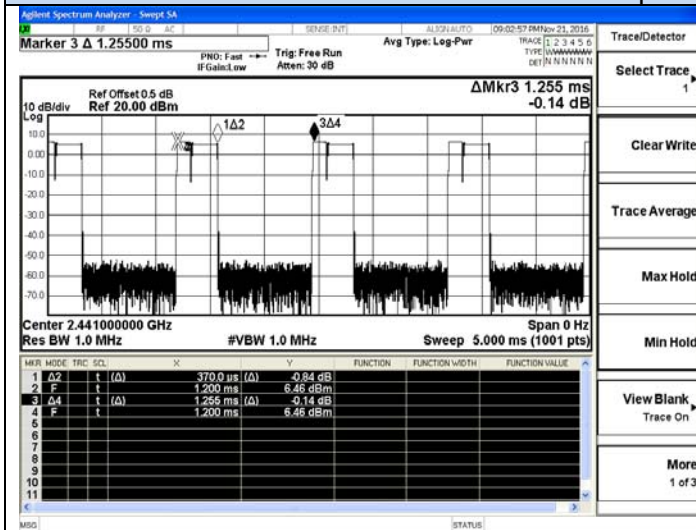 Agilent Spectrum Analyzer - Swept SA
RF 50 Ω AC SENSE:INT ALIGN AUTO 09:02:57 PM Nov 21, 2016
Marker 3 Δ 1.25500 ms
PNO: Fast
IFGain:Low
Trig: Free Run
Atten: 30 dB
Avg Type: Log-Pwr
TRACE 1 2 3 4 5 6
TYPE
DET N N N N N N
Ref Offset 0.5 dB
Ref 20.00 dBm
10 dB/div
Log
ΔMkr3 1.255 ms
-0.14 dB
1Δ2
3Δ4
10.0
0.00
-10.0
-20.0
-30.0
-40.0
-50.0
-60.0
-70.0
Center 2.441000000 GHz Span 0 Hz
Res BW 1.0 MHz #VBW 1.0 MHz Sweep 5.000 ms (1001 pts)
MKR MODE TRC SCL X Y FUNCTION FUNCTION WIDTH FUNCTION VALUE
1 Δ2 t (Δ) 370.0 µs (Δ) -0.84 dB
2 F t 1.200 ms 6.46 dBm
3 Δ4 t (Δ) 1.255 ms (Δ) -0.14 dB
4 F t 1.200 ms 6.46 dBm
5
6
7
8
9
10
11
MSG STATUS
Trace/Detector
Select Trace
1
Clear Write
Trace Average
Max Hold
Min Hold
View Blank
Trace On
More
1 of 3